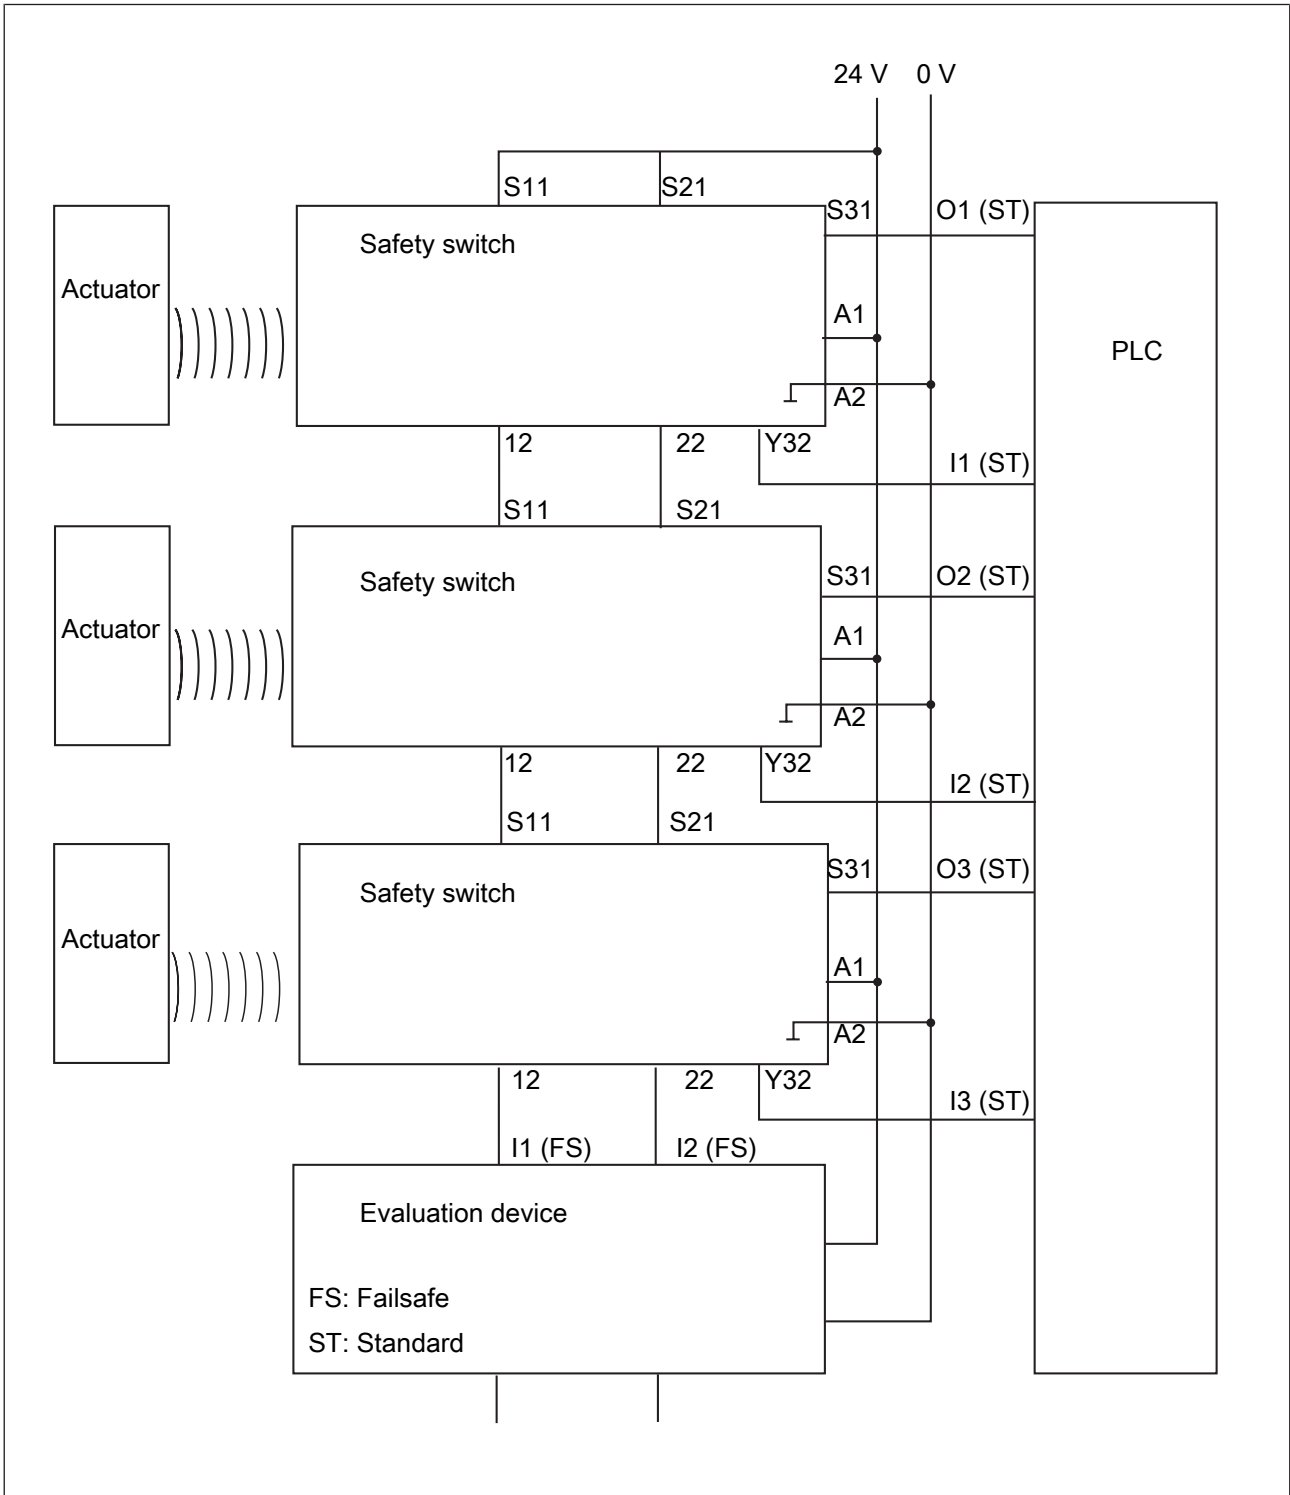 24 V 0 V
S11 S21
S31 O1 (ST)
Safety switch
Actuator
A1
PLC
A2
12 22 Y32
I1 (ST)
S11 S21
Safety switch
S31 O2 (ST)
Actuator
A1
A2
12 22 Y32
I2 (ST)
S11 S21
S31 O3 (ST)
Safety switch
Actuator
A1
A2
12 22 Y32
I3 (ST)
I1 (FS) I2 (FS)
Evaluation device
FS: Failsafe
ST: Standard